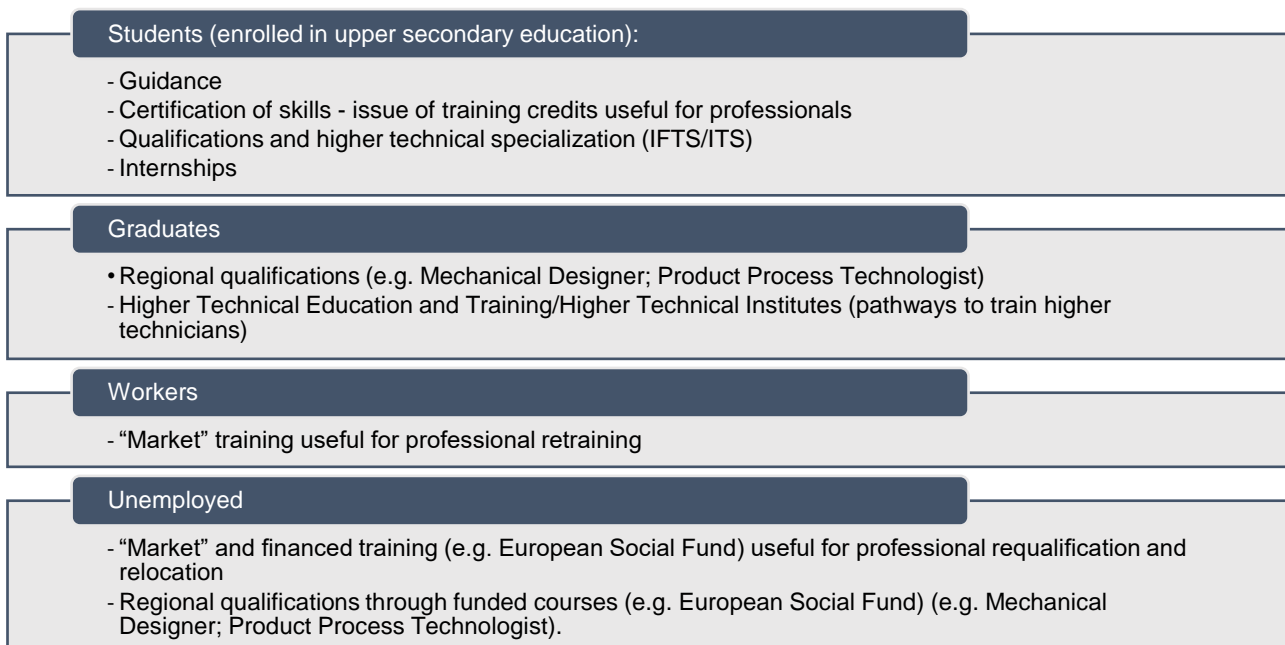 Students (enrolled in upper secondary education):
- Guidance
- Certification of skills - issue of training credits useful for professionals
- Qualifications and higher technical specialization (IFTS/ITS)
- Internships
Graduates
• Regional qualifications (e.g. Mechanical Designer; Product Process Technologist)
- Higher Technical Education and Training/Higher Technical Institutes (pathways to train higher
technicians)
Workers
- “Market” training useful for professional retraining
Unemployed
- “Market” and financed training (e.g. European Social Fund) useful for professional requalification and
relocation
- Regional qualifications through funded courses (e.g. European Social Fund) (e.g. Mechanical
Designer; Product Process Technologist).